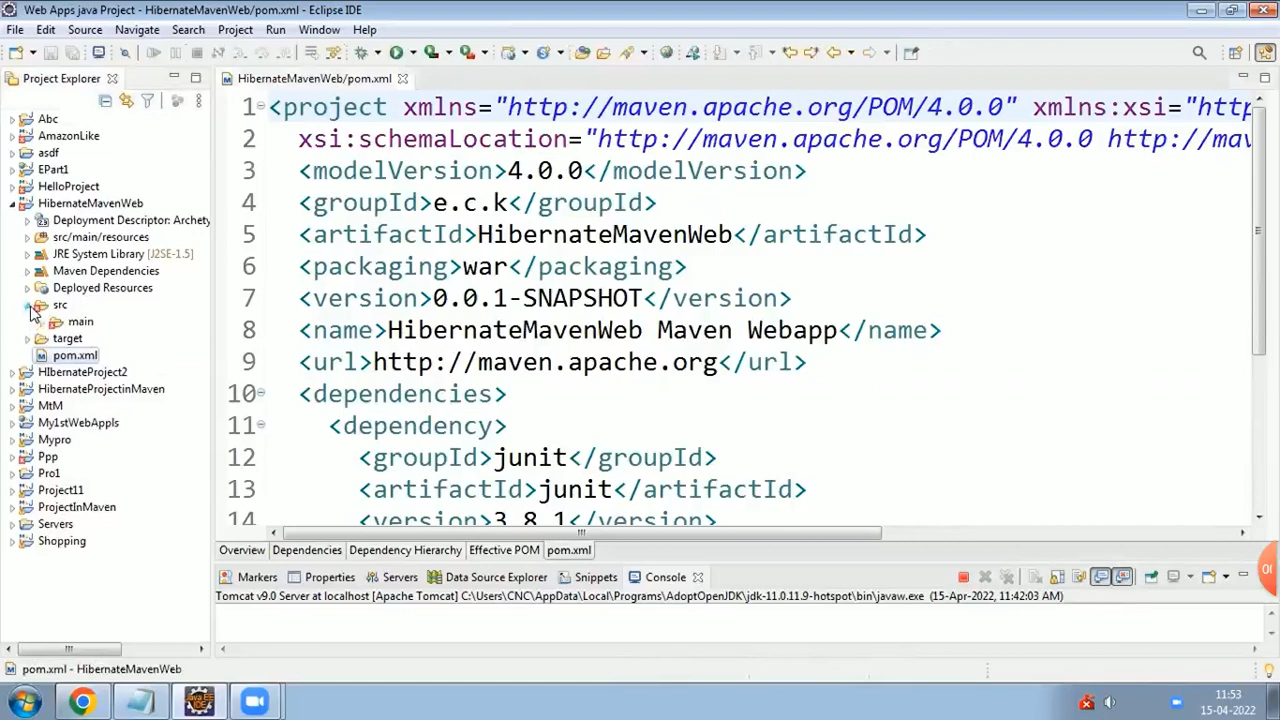 Web Apps java Project - HibernateMavenWeb/pom.xml - Eclipse IDE
File Edit Source Navigate Search Project Run Window Help
Project Explorer
Abc
AmazonLike
asdf
EPart1
HelloProject
HibernateMavenWeb
Deployment Descriptor: Archety
src/main/resources
JRE System Library [J2SE-1.5]
Maven Dependencies
Deployed Resources
src
main
target
pom.xml
HIbernateProject2
HibernateProjectinMaven
MtM
My1stWebAppls
Mypro
Ppp
Pro1
Project11
ProjectInMaven
Servers
Shopping
HibernateMavenWeb/pom.xml
1 <project xmlns="http://maven.apache.org/POM/4.0.0" xmlns:xsi="http
2 xsi:schemaLocation="http://maven.apache.org/POM/4.0.0 http://mav
3 <modelVersion>4.0.0</modelVersion>
4 <groupId>e.c.k</groupId>
5 <artifactId>HibernateMavenWeb</artifactId>
6 <packaging>war</packaging>
7 <version>0.0.1-SNAPSHOT</version>
8 <name>HibernateMavenWeb Maven Webapp</name>
9 <url>http://maven.apache.org</url>
10 <dependencies>
11 <dependency>
12 <groupId>junit</groupId>
13 <artifactId>junit</artifactId>
14 <version>3.8.1</version>
Overview Dependencies Dependency Hierarchy Effective POM pom.xml
Markers Properties Servers Data Source Explorer Snippets Console
Tomcat v9.0 Server at localhost [Apache Tomcat] C:\Users\CNC\AppData\Local\Programs\AdoptOpenJDK\jdk-11.0.11.9-hotspot\bin\javaw.exe (15-Apr-2022, 11:42:03 AM)
pom.xml - HibernateMavenWeb
Java EE
IDE
11:53
15-04-2022